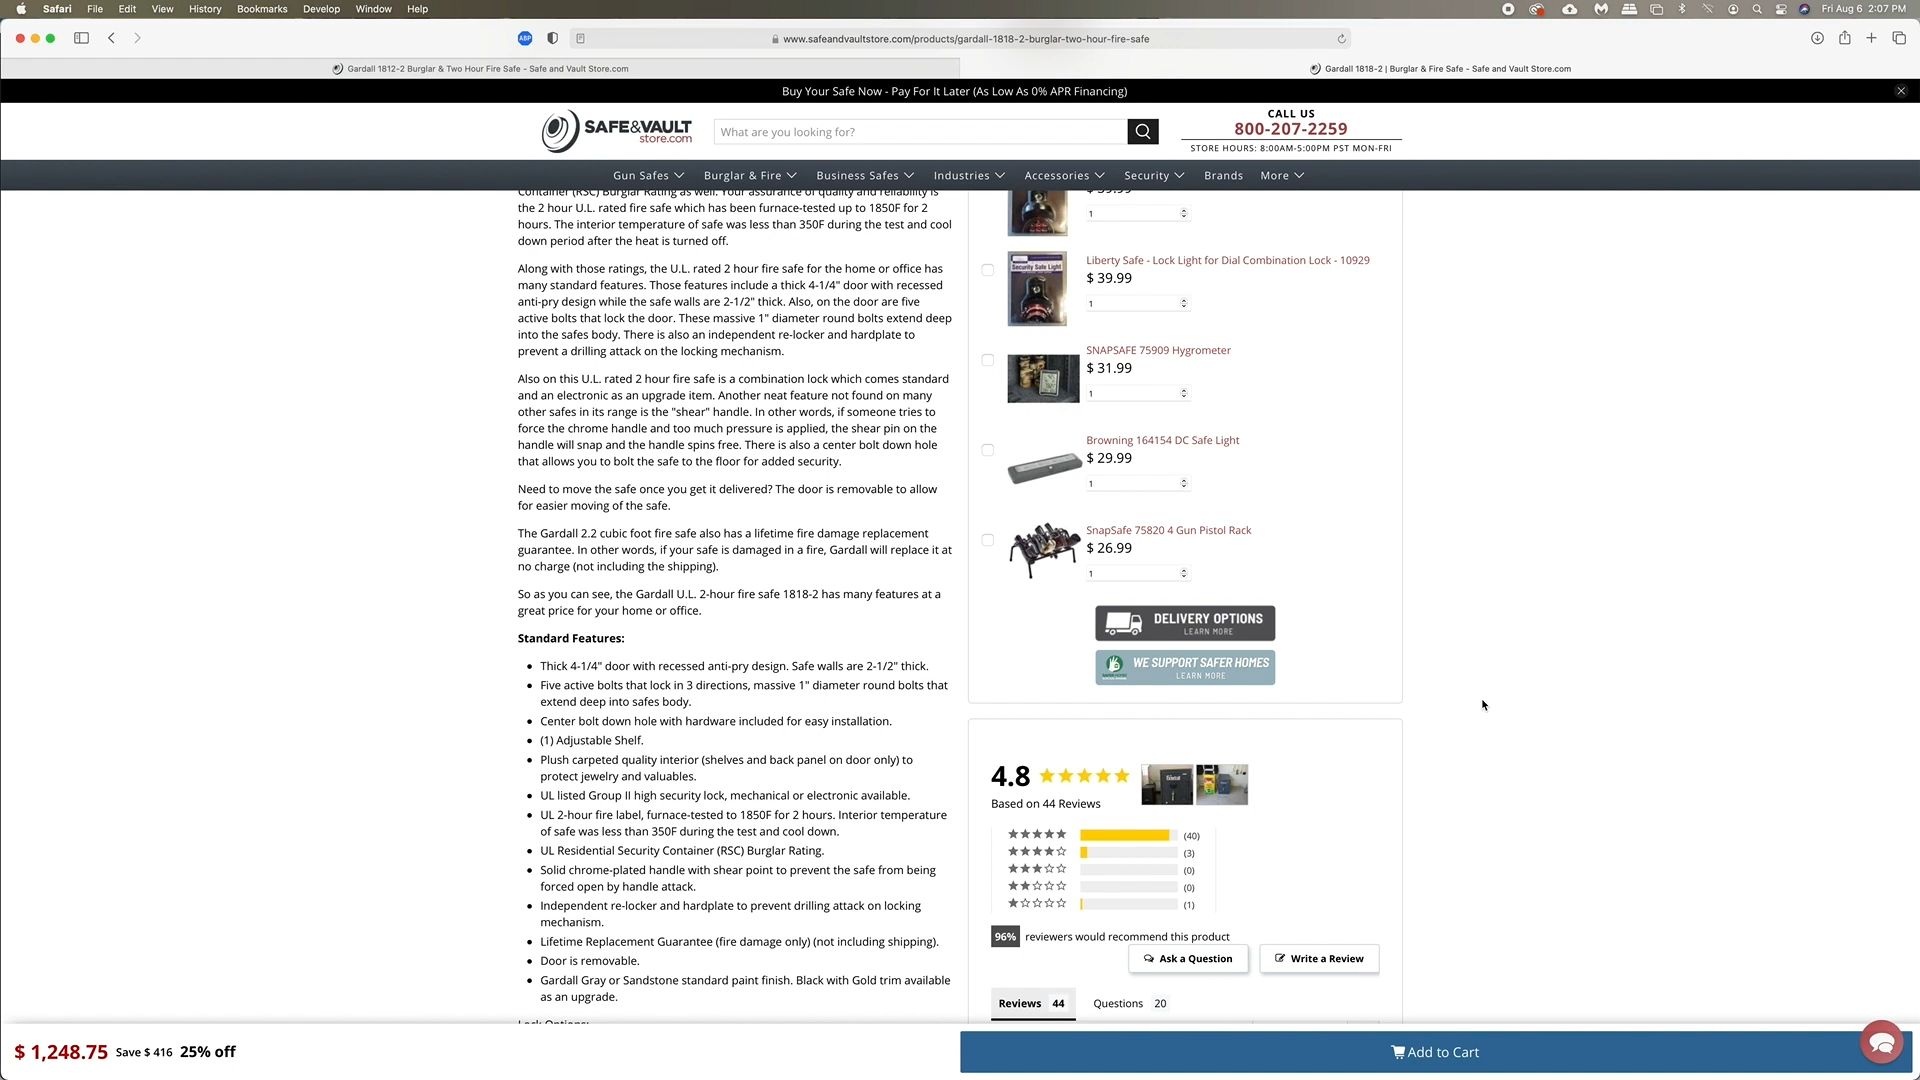 Safari File Edit View History Bookmarks Develop Window Help Fri Aug 6 2:07 PM
ABP www.safeandvaultstore.com/products/gardall-1818-2-burglar-two-hour-fire-safe
Gardall 1812-2 Burglar & Two Hour Fire Safe - Safe and Vault Store.com Gardall 1818-2 | Burglar & Fire Safe - Safe and Vault Store.com
Buy Your Safe Now - Pay For It Later (As Low As 0% APR Financing)
SAFE&VAULT
store.com
What are you looking for?
CALL US
800-207-2259
STORE HOURS: 8:00AM-5:00PM PST MON-FRI
Gun Safes Burglar & Fire Business Safes Industries Accessories Security Brands More
Container (RSC) Burglar Rating as well. Your assurance of quality and reliability is
the 2 hour U.L. rated fire safe which has been furnace-tested up to 1850F for 2
hours. The interior temperature of safe was less than 350F during the test and cool
down period after the heat is turned off.
Along with those ratings, the U.L. rated 2 hour fire safe for the home or office has
many standard features. Those features include a thick 4-1/4" door with recessed
anti-pry design while the safe walls are 2-1/2" thick. Also, on the door are five
active bolts that lock the door. These massive 1" diameter round bolts extend deep
into the safes body. There is also an independent re-locker and hardplate to
prevent a drilling attack on the locking mechanism.
Also on this U.L. rated 2 hour fire safe is a combination lock which comes standard
and an electronic as an upgrade item. Another neat feature not found on many
other safes in its range is the "shear" handle. In other words, if someone tries to
force the chrome handle and too much pressure is applied, the shear pin on the
handle will snap and the handle spins free. There is also a center bolt down hole
that allows you to bolt the safe to the floor for added security.
Need to move the safe once you get it delivered? The door is removable to allow
for easier moving of the safe.
The Gardall 2.2 cubic foot fire safe also has a lifetime fire damage replacement
guarantee. In other words, if your safe is damaged in a fire, Gardall will replace it at
no charge (not including the shipping).
So as you can see, the Gardall U.L. 2-hour fire safe 1818-2 has many features at a
great price for your home or office.
Standard Features:
• Thick 4-1/4" door with recessed anti-pry design. Safe walls are 2-1/2" thick.
• Five active bolts that lock in 3 directions, massive 1" diameter round bolts that
extend deep into safes body.
• Center bolt down hole with hardware included for easy installation.
• (1) Adjustable Shelf.
• Plush carpeted quality interior (shelves and back panel on door only) to
protect jewelry and valuables.
• UL listed Group II high security lock, mechanical or electronic available.
• UL 2-hour fire label, furnace-tested to 1850F for 2 hours. Interior temperature
of safe was less than 350F during the test and cool down.
• UL Residential Security Container (RSC) Burglar Rating.
• Solid chrome-plated handle with shear point to prevent the safe from being
forced open by handle attack.
• Independent re-locker and hardplate to prevent drilling attack on locking
mechanism.
• Lifetime Replacement Guarantee (fire damage only) (not including shipping).
• Door is removable.
• Gardall Gray or Sandstone standard paint finish. Black with Gold trim available
as an upgrade.
Lock Options:
$ 39.99
1
Security Safe Light
Liberty Safe - Lock Light for Dial Combination Lock - 10929
$ 39.99
1
SNAPSAFE 75909 Hygrometer
$ 31.99
1
Browning 164154 DC Safe Light
$ 29.99
1
SnapSafe 75820 4 Gun Pistol Rack
$ 26.99
1
DELIVERY OPTIONS
LEARN MORE
WE SUPPORT SAFER HOMES
LEARN MORE
4.8
Based on 44 Reviews
(40)
(3)
(0)
(0)
(1)
96% reviewers would recommend this product
Ask a Question Write a Review
Reviews 44 Questions 20
$ 1,248.75 Save $ 416 25% off
Add to Cart